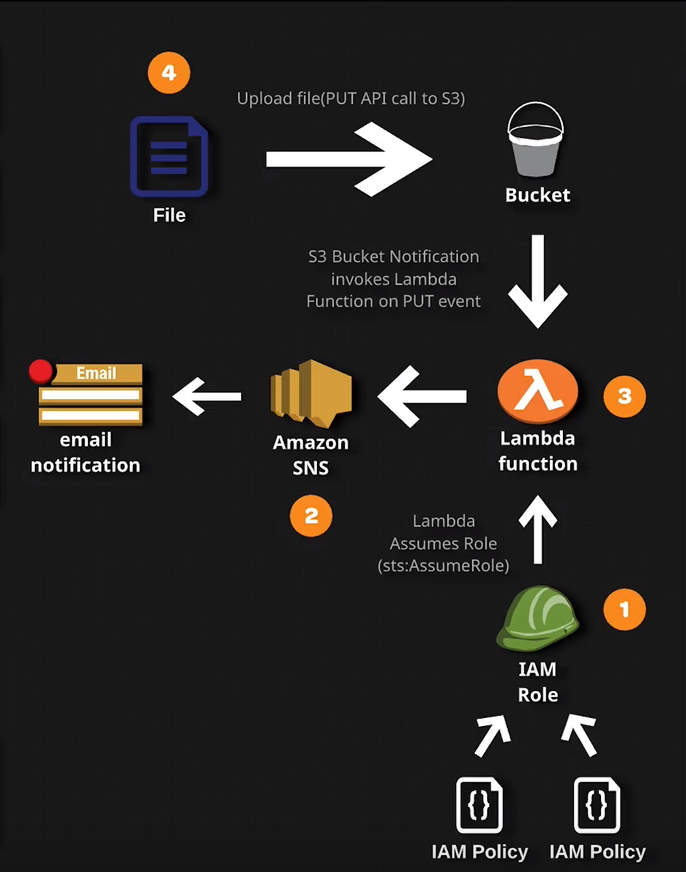 4
Upload file(PUT API call to S3)
File
Bucket
S3 Bucket Notification
invokes Lambda
Function on PUT event
Email
email
notification
Amazon
SNS
2
λ
Lambda
function
3
Lambda
Assumes Role
(sts:AssumeRole)
1
IAM
Role
{}
IAM Policy
{}
IAM Policy